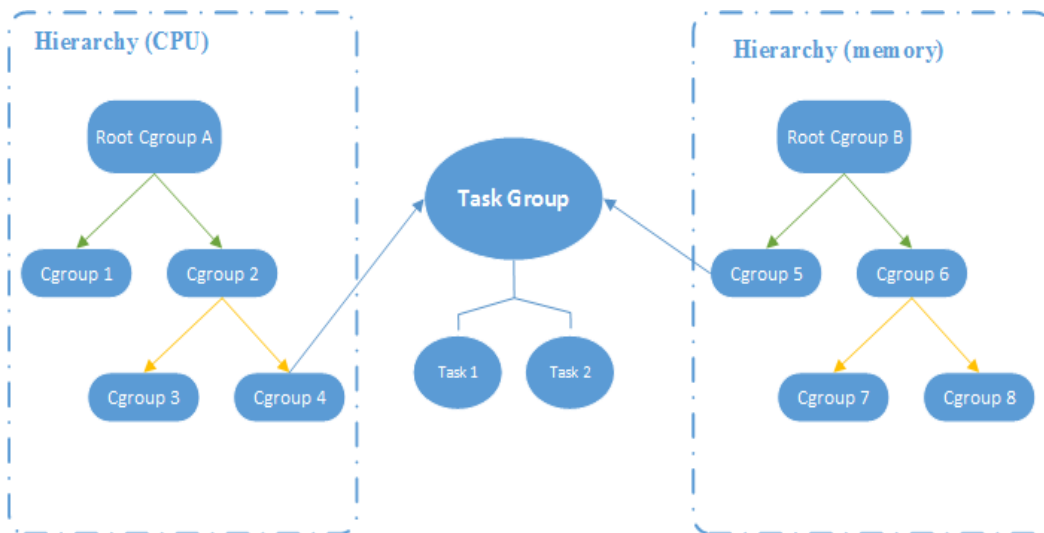 Hierarchy (CPU)
Root Cgroup A
Cgroup 1
Cgroup 2
Cgroup 3
Cgroup 4
Task Group
Task 1
Task 2
Hierarchy (memory)
Root Cgroup B
Cgroup 5
Cgroup 6
Cgroup 7
Cgroup 8